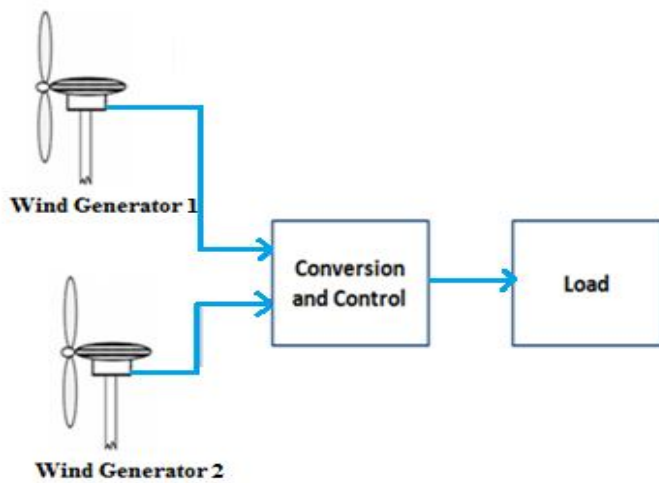 Wind Generator 1
Conversion
and Control
Load
Wind Generator 2